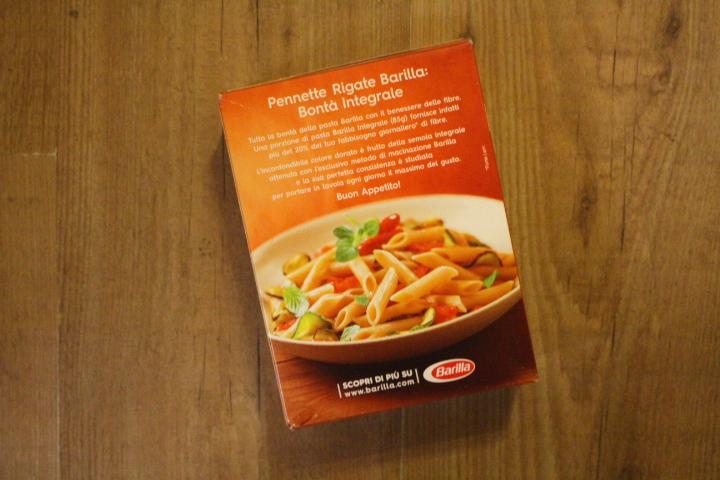 Pennette Rigate Barilla:
Bontà Integrale
Tutta la bontà della pasta Barilla con il benessere delle fibre.
Una porzione di pasta Barilla Integrale (85g) fornisce infatti
più del 20% del tuo fabbisogno giornaliero* di fibre.
L'inconfondibile colore dorato è frutto della semola integrale
ottenuta con l'esclusivo metodo di macinazione Barilla
e la sua perfetta consistenza è studiata
per portare in tavola ogni giorno il massimo del gusto.
Buon Appetito!
SCOPRI DI PIÙ SU
www.barilla.com
Barilla